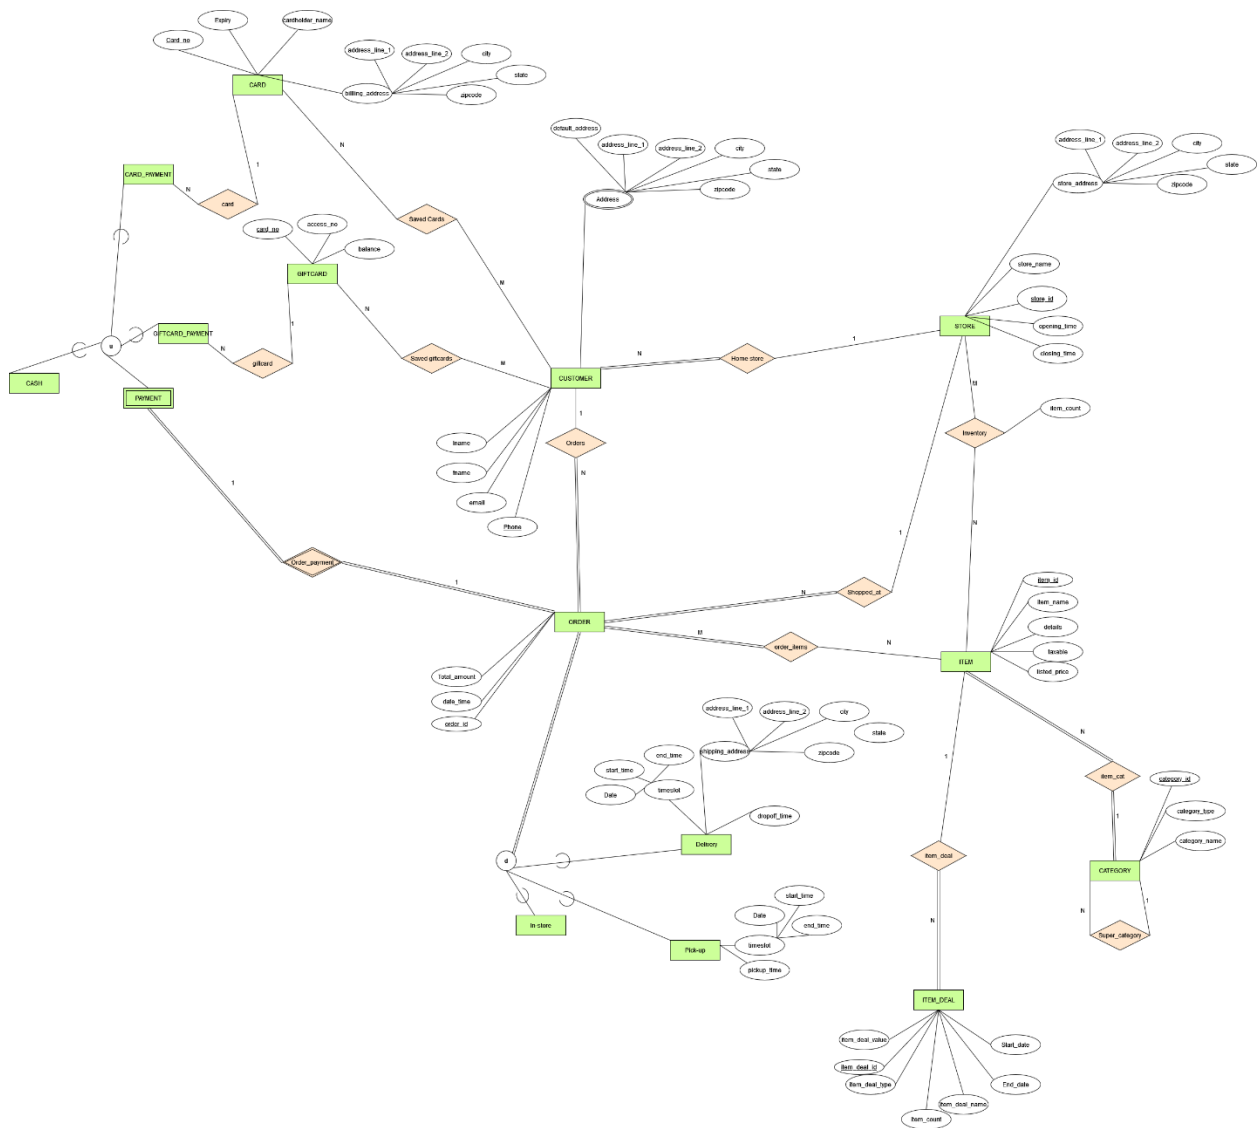 Expiry
cardholder_name
Card_no
address_line_1
address_line_2
city
state
CARD
billing_address
zipcode
N
1
default_address
address_line_1
address_line_2
city
state
zipcode
Address
address_line_1
address_line_2
city
state
store_address
zipcode
CARD_PAYMENT
N
card
Saved Cards
card_no
access_no
balance
GIFTCARD
N
M
store_name
store_id
STORE
opening_time
closing_time
GIFTCARD_PAYMENT
1
N
giftcard
Saved giftcards
M
N
Home-store
1
CASH
PAYMENT
CUSTOMER
M
item_count
1
Orders
Inventory
lname
N
fname
email
Phone
1
N
1
Order_payment
1
Shopped_at
N
item_id
ORDER
item_name
M
order_items
N
details
taxable
ITEM
listed_price
Total_amount
date_time
order_id
address_line_1
address_line_2
city
state
shipping_address
zipcode
end_time
start_time
Date
timeslot
dropoff_time
N
1
item_cat
category_id
category_type
1
category_name
Delivery
d
item_deal
CATEGORY
In-store
start_time
Date
end_time
timeslot
Pick-up
pickup_time
N
N
1
Super_category
ITEM_DEAL
item_deal_value
Start_date
item_deal_id
item_deal_type
End_date
item_deal_name
item_count